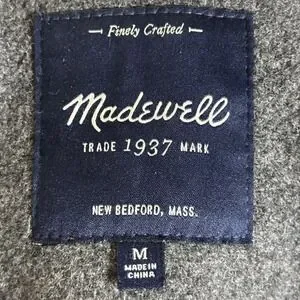 Finely Crafted
Madewell
TRADE 1937 MARK
NEW BEDFORD, MASS.
M
MADE IN
CHINA